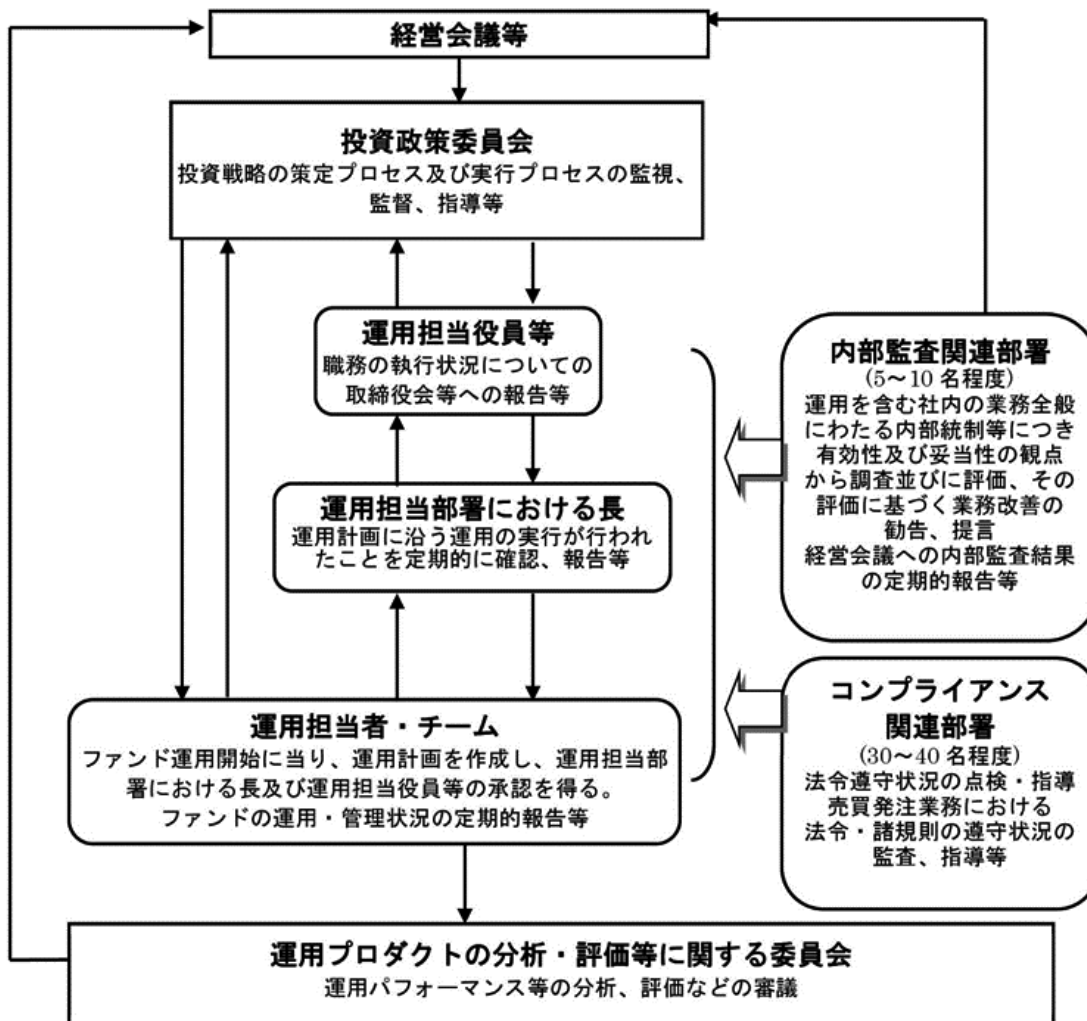 経営会議等
投資政策委員会
投資戦略の策定プロセス及び実行プロセスの監視、
監督、指導等
運用担当役員等
職務の執行状況についての
取締役会等への報告等
運用担当部署における長
運用計画に沿う運用の実行が行われ
たことを定期的に確認、報告等
運用担当者・チーム
ファンド運用開始に当り、運用計画を作成し、運用担当部
署における長及び運用担当役員等の承認を得る。
ファンドの運用・管理状況の定期的報告等
内部監査関連部署
(5～10 名程度)
運用を含む社内の業務全般
にわたる内部統制等につき
有効性及び妥当性の観点
から調査並びに評価、その
評価に基づく業務改善の
勧告、提言
経営会議への内部監査結果
の定期的報告等
コンプライアンス
関連部署
(30～40 名程度)
法令遵守状況の点検・指導
売買発注業務における
法令・諸規則の遵守状況の
監査、指導等
運用プロダクトの分析・評価等に関する委員会
運用パフォーマンス等の分析、評価などの審議